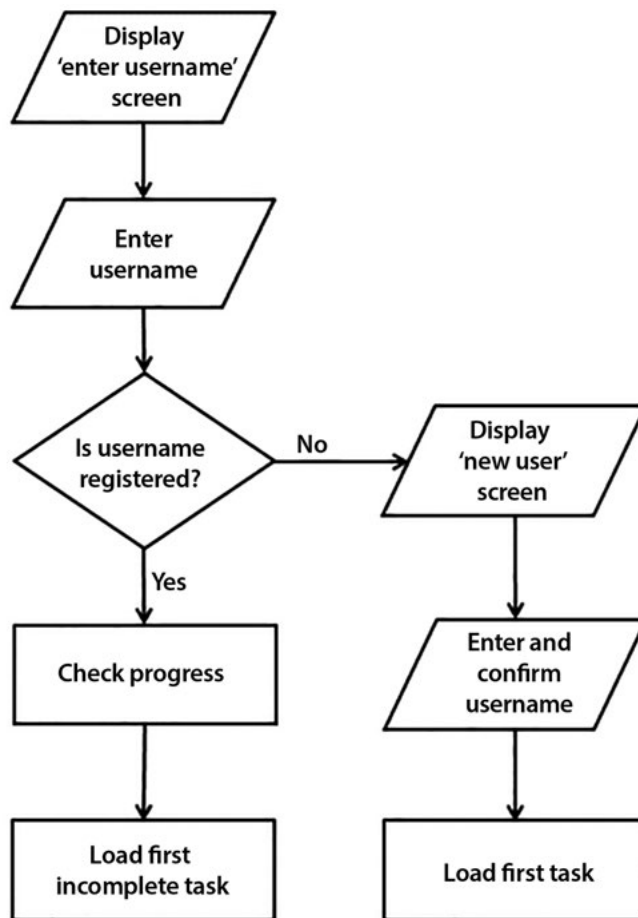 Display
‘enter username’
screen
Enter
username
Is username
registered?
No
Display
‘new user’
screen
Yes
Check progress
Enter and
confirm
username
Load first
incomplete task
Load first task